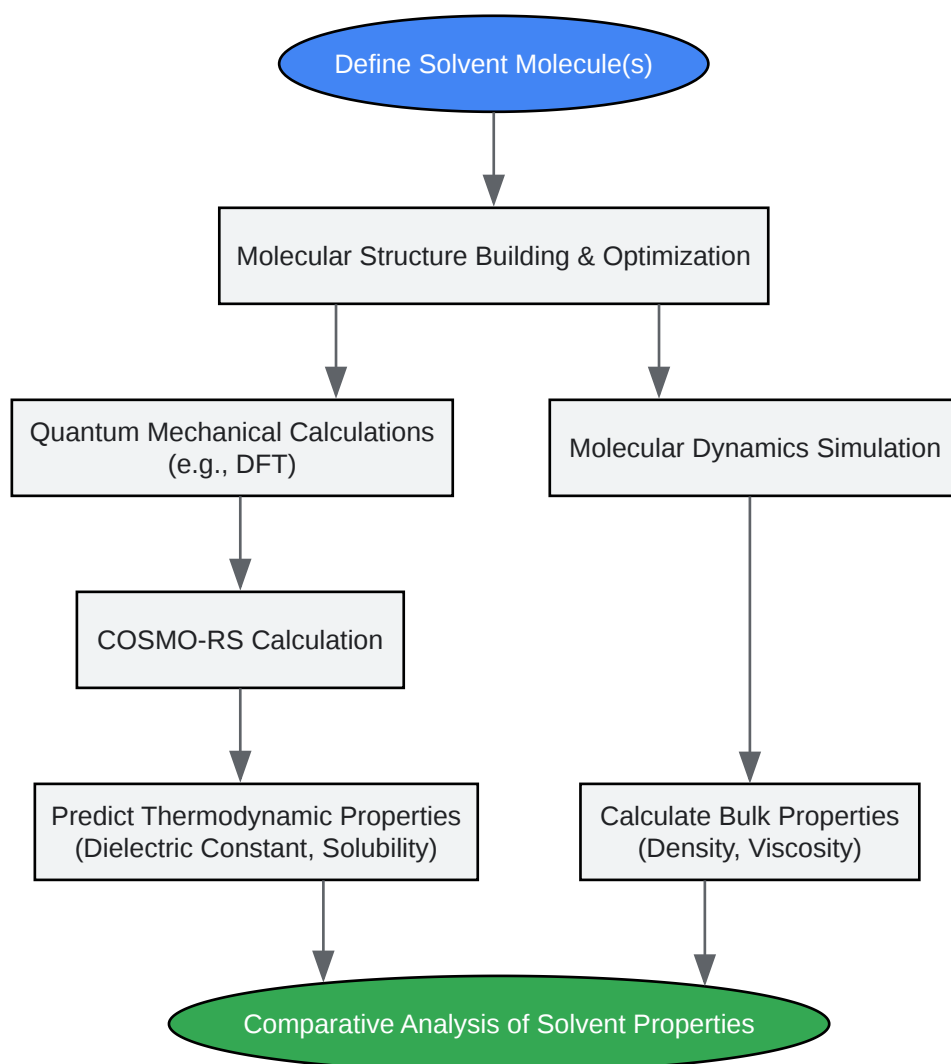 Define Solvent Molecule(s)
Molecular Structure Building & Optimization
Quantum Mechanical Calculations
(e.g., DFT)
Molecular Dynamics Simulation
COSMO-RS Calculation
Predict Thermodynamic Properties
(Dielectric Constant, Solubility)
Calculate Bulk Properties
(Density, Viscosity)
Comparative Analysis of Solvent Properties